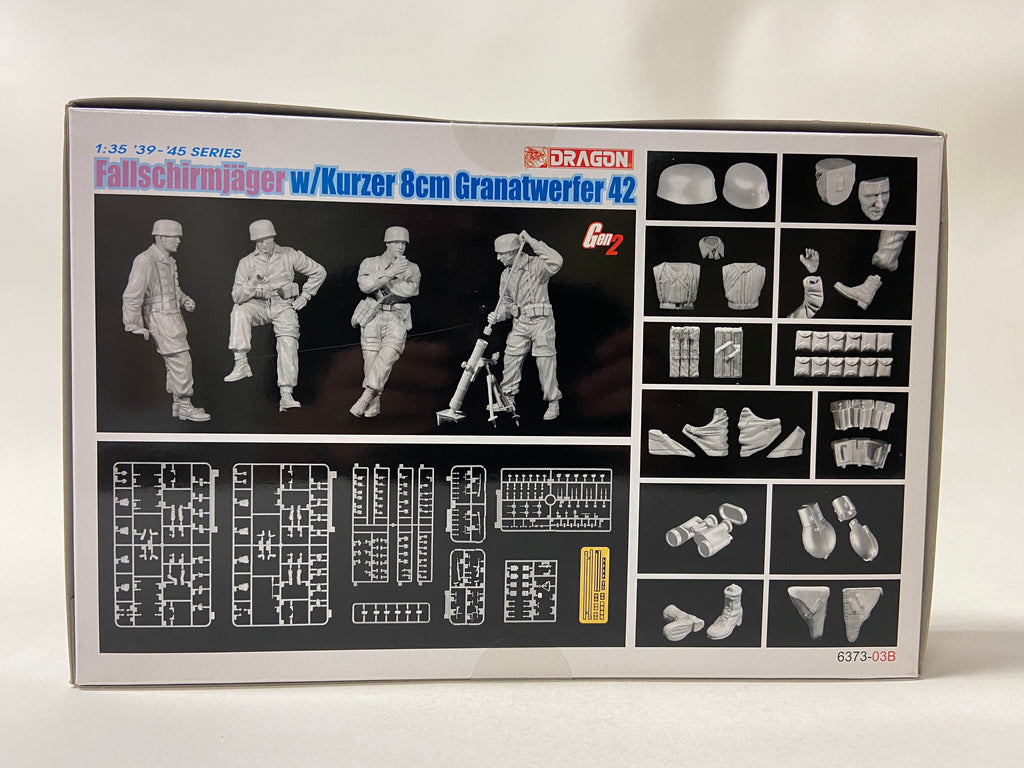 1:35 '39-'45 SERIES
DRAGON
Fallschirmjäger w/Kurzer 8cm Granatwerfer 42
Gen2
6373-03B